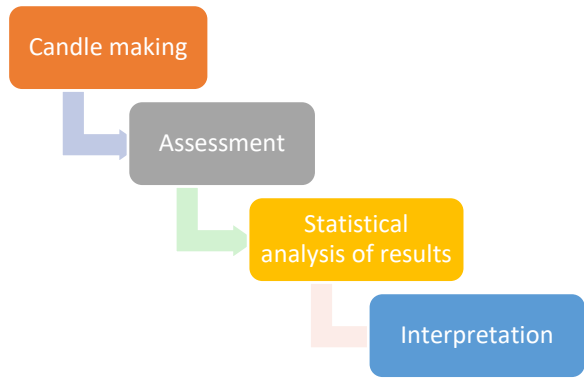 Candle making
Assessment
Statistical
analysis of results
Interpretation